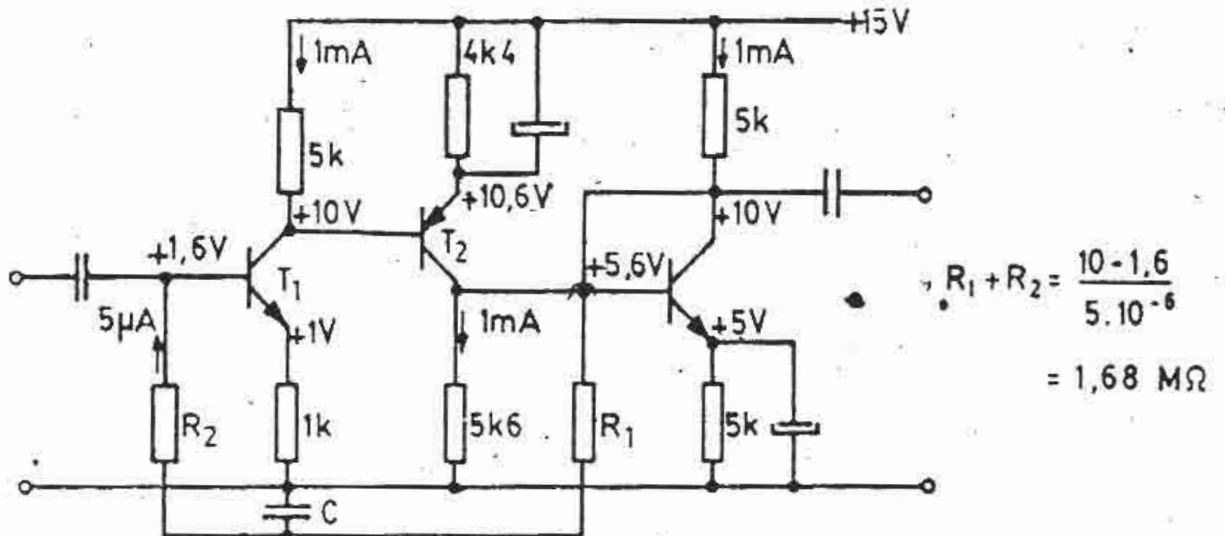 +15V
1mA
4k4
1mA
5k
5k
+10V
+10,6V
+10V
T2
+1,6V
T1
+5,6V
5µA
+1V
1mA
+5V
R2
1k
5k6
R1
5k
C
R1 + R2 = 10 - 1,6
5.10-6
= 1,68 MΩ